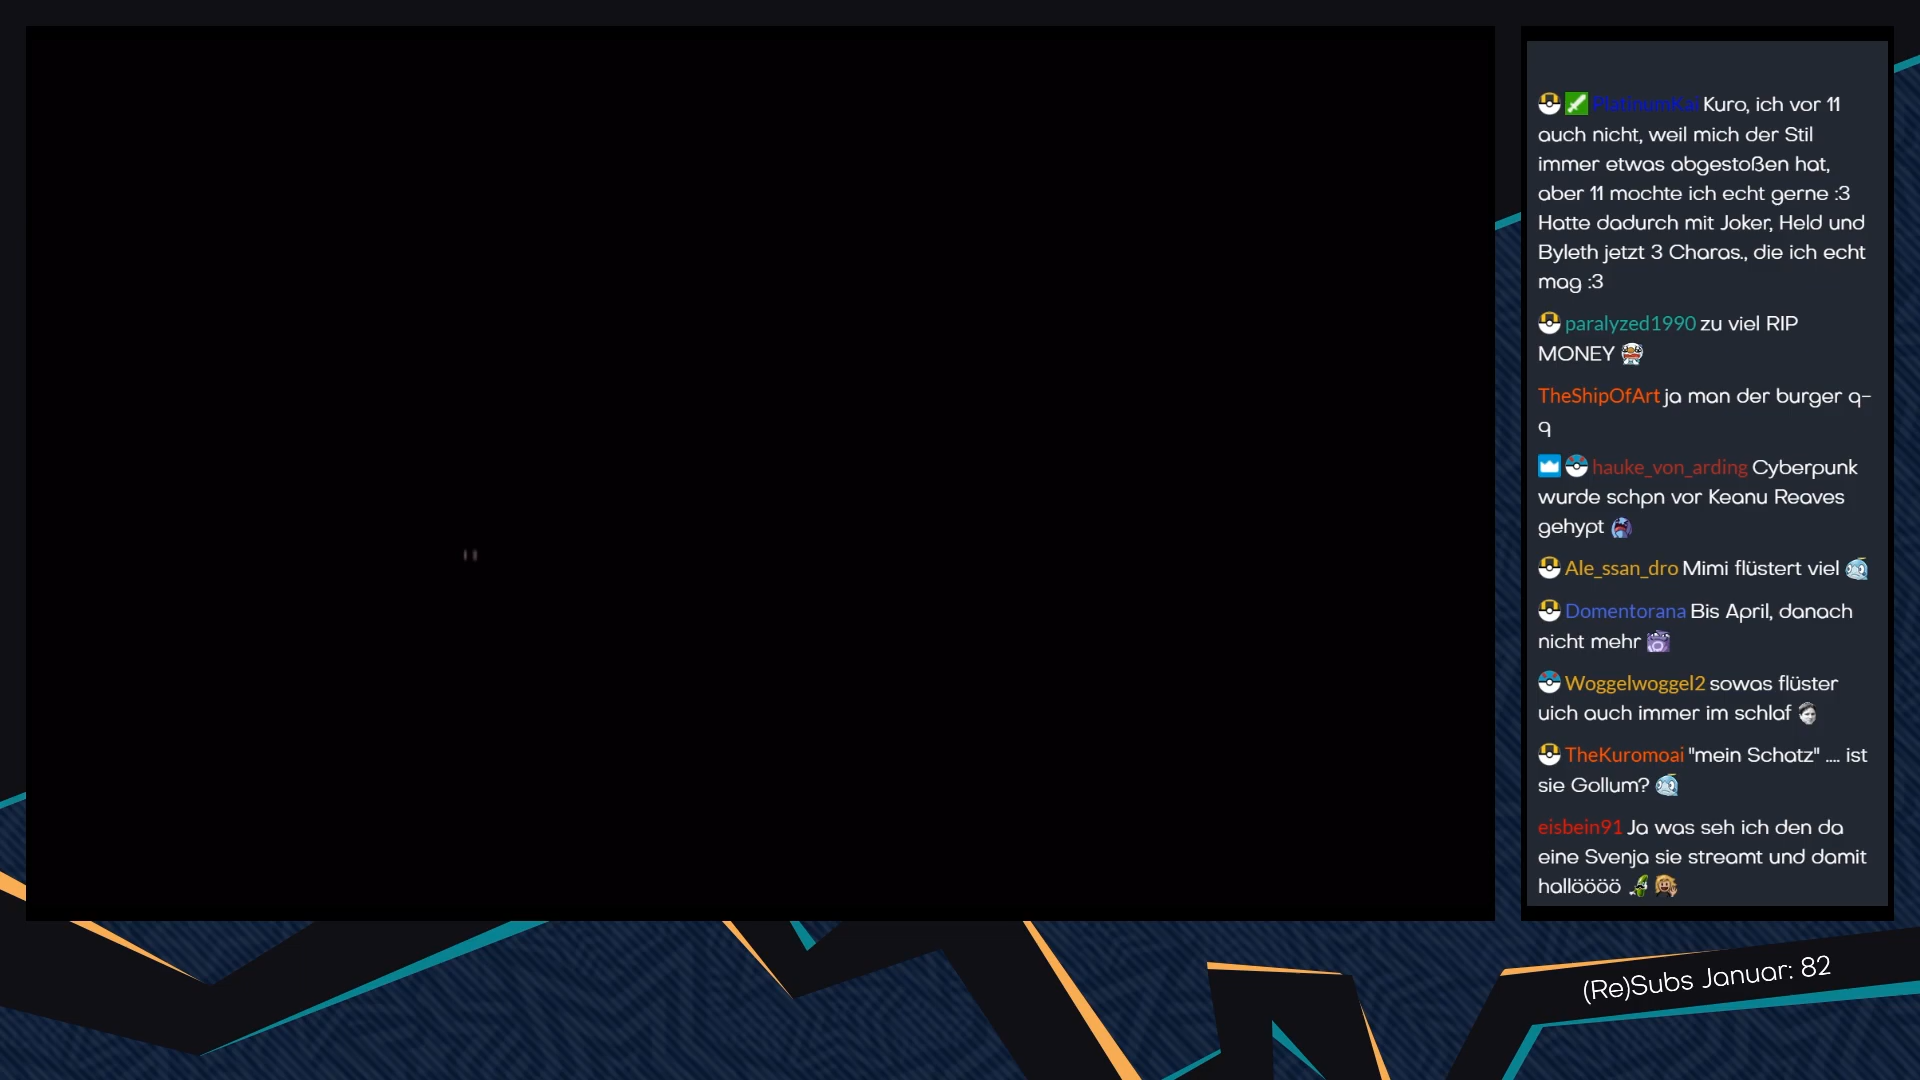 PlatinumKai Kuro, ich vor 11
auch nicht, weil mich der Stil
immer etwas abgestoßen hat,
aber 11 mochte ich echt gerne :3
Hatte dadurch mit Joker, Held und
Byleth jetzt 3 Charas., die ich echt
mag :3
paralyzed1990 zu viel RIP
MONEY
TheShipOfArt ja man der burger q-
q
hauke_von_arding Cyberpunk
wurde schpn vor Keanu Reaves
gehypt
Ale_ssan_dro Mimi flüstert viel
Domentorana Bis April, danach
nicht mehr
Woggelwoggel2 sowas flüster
uich auch immer im schlaf
TheKuromoai "mein Schatz" .... ist
sie Gollum?
eisbein91 Ja was seh ich den da
eine Svenja sie streamt und damit
hallöööö
(Re)Subs Januar: 82